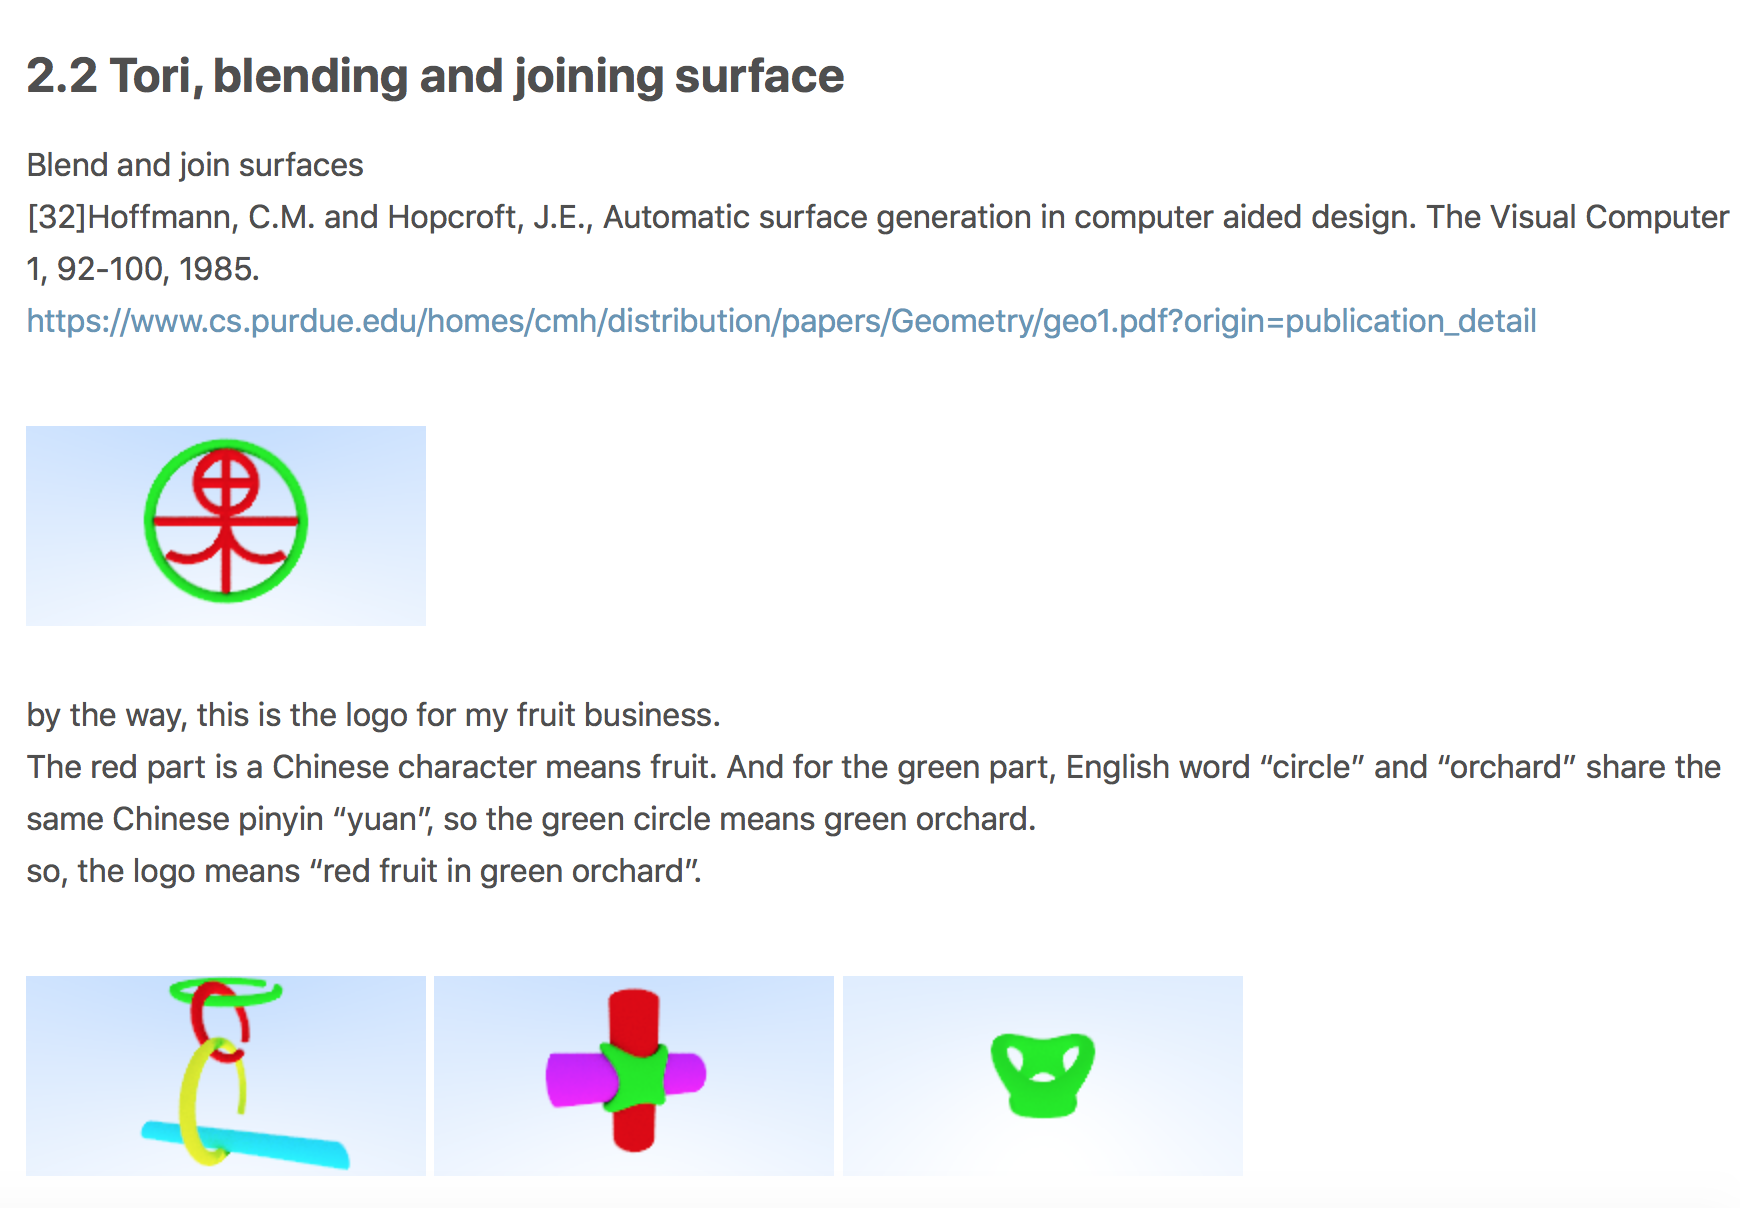 2.2 Tori, blending and joining surface
Blend and join surfaces
[32]Hoffmann, C.M. and Hopcroft, J.E., Automatic surface generation in computer aided design. The Visual Computer
1, 92-100, 1985.
https://www.cs.purdue.edu/homes/cmh/distribution/papers/Geometry/geo1.pdf?origin=publication_detail
果
by the way, this is the logo for my fruit business.
The red part is a Chinese character means fruit. And for the green part, English word “circle” and “orchard” share the
same Chinese pinyin “yuan”, so the green circle means green orchard.
so, the logo means “red fruit in green orchard”.